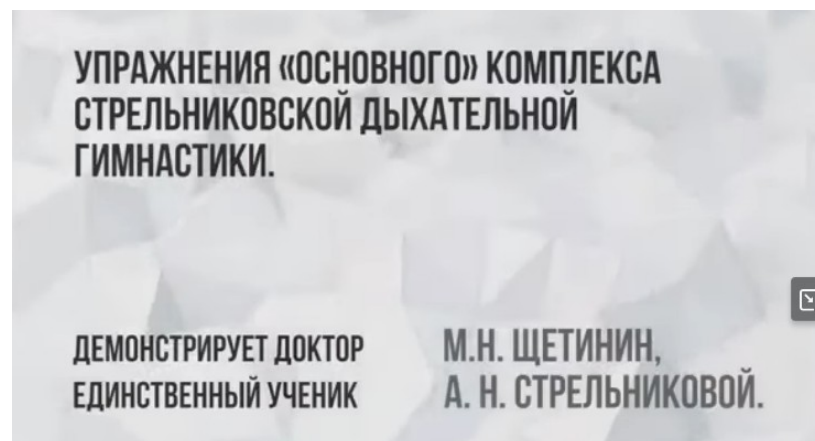 УПРАЖНЕНИЯ «ОСНОВНОГО» КОМПЛЕКСА
СТРЕЛЬНИКОВСКОЙ ДЫХАТЕЛЬНОЙ
ГИМНАСТИКИ.
ДЕМОНСТРИРУЕТ ДОКТОР М.Н. ЩЕТИНИН,
ЕДИНСТВЕННЫЙ УЧЕНИК А. Н. СТРЕЛЬНИКОВОЙ.